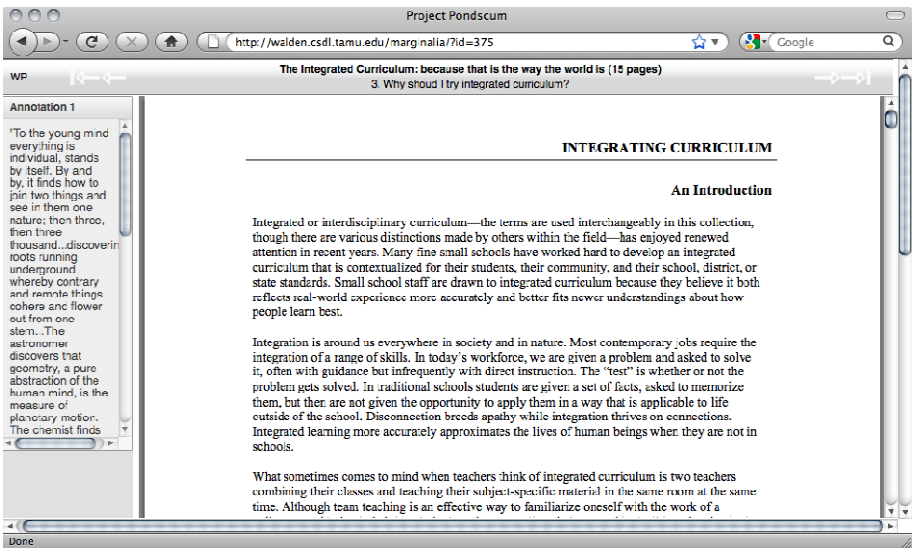 Project Pondscum
http://walden.csdl.tamu.edu/marginalia/?id=375
Google
WP
The Integrated Curriculum: because that is the way the world is (15 pages)
3. Why shoud I try integrated curriculum?
Annotation 1
"To the young mind
everything is
individual, stands
by itself. By and
by, it finds how to
join two things and
see in them one
nature; then three,
then three
thousand...discoverin
roots running
underground
whereby contrary
and remote things
cohere and flower
out from one
stem...The
astronomer
discovers that
geometry, a pure
abstraction of the
human mind, is the
measure of
planetary motion.
The chemist finds
INTEGRATING CURRICULUM
An Introduction
Integrated or interdisciplinary curriculum—the terms are used interchangeably in this collection,
though there are various distinctions made by others within the field—has enjoyed renewed
attention in recent years. Many fine small schools have worked hard to develop an integrated
curriculum that is contextualized for their students, their community, and their school, district, or
state standards. Small school staff are drawn to integrated curriculum because they believe it both
reflects real-world experience more accurately and better fits newer understandings about how
people learn best.
Integration is around us everywhere in society and in nature. Most contemporary jobs require the
integration of a range of skills. In today's workforce, we are given a problem and asked to solve
it, often with guidance but infrequently with direct instruction. The "test" is whether or not the
problem gets solved. In traditional schools students are given a set of facts, asked to memorize
them, but then are not given the opportunity to apply them in a way that is applicable to life
outside of the school. Disconnection breeds apathy while integration thrives on connections.
Integrated learning more accurately approximates the lives of human beings when they are not in
schools.
What sometimes comes to mind when teachers think of integrated curriculum is two teachers
combining their classes and teaching their subject-specific material in the same room at the same
time. Although team teaching is an effective way to familiarize oneself with the work of a
Done